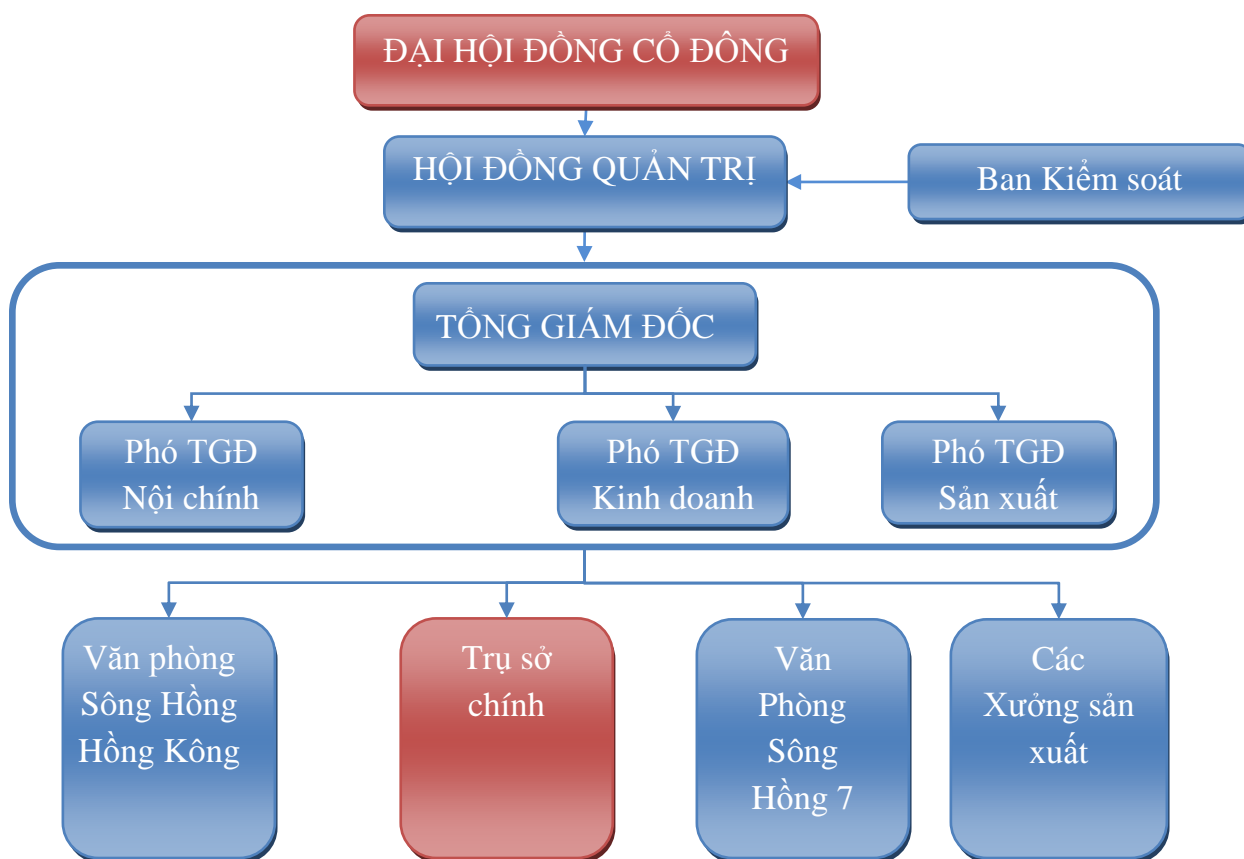 ĐẠI HỘI ĐỒNG CỔ ĐÔNG
HỘI ĐỒNG QUẢN TRỊ
Ban Kiểm soát
TỔNG GIÁM ĐỐC
Phó TGĐ
Nội chính
Phó TGĐ
Kinh doanh
Phó TGĐ
Sản xuất
Văn phòng
Sông Hồng
Hồng Kông
Trụ sở
chính
Văn
Phòng
Sông
Hồng 7
Các
Xưởng sản
xuất